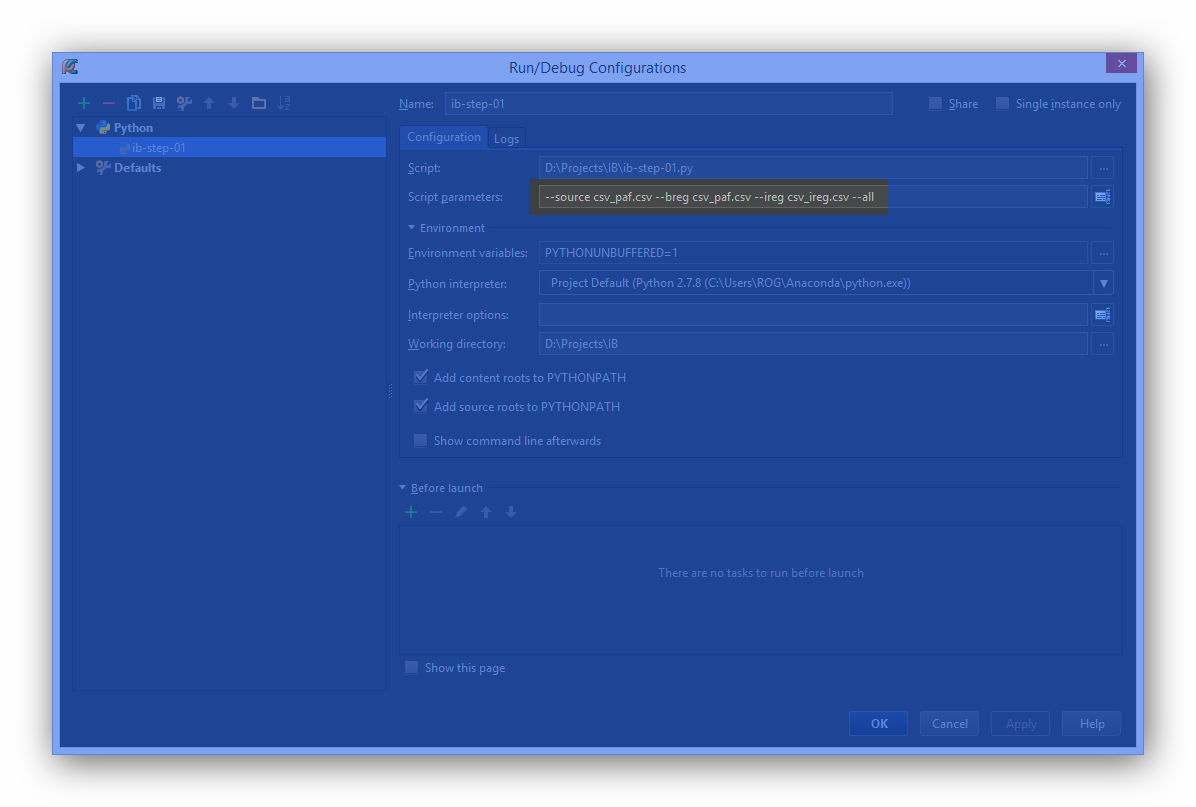 Run/Debug Configurations
Name: ib-step-01
Share
Single instance only
Python
ib-step-01
Defaults
Configuration
Logs
Script: D:\Projects\IB\ib-step-01.py
...
Script parameters: --source csv_paf.csv --breg csv_paf.csv --ireg csv_ireg.csv --all
Environment
Environment variables: PYTHONUNBUFFERED=1
...
Python interpreter: Project Default (Python 2.7.8 (C:\Users\ROG\Anaconda\python.exe))
Interpreter options:
Working directory: D:\Projects\IB
...
Add content roots to PYTHONPATH
Add source roots to PYTHONPATH
Show command line afterwards
Before launch
There are no tasks to run before launch
Show this page
OK
Cancel
Apply
Help